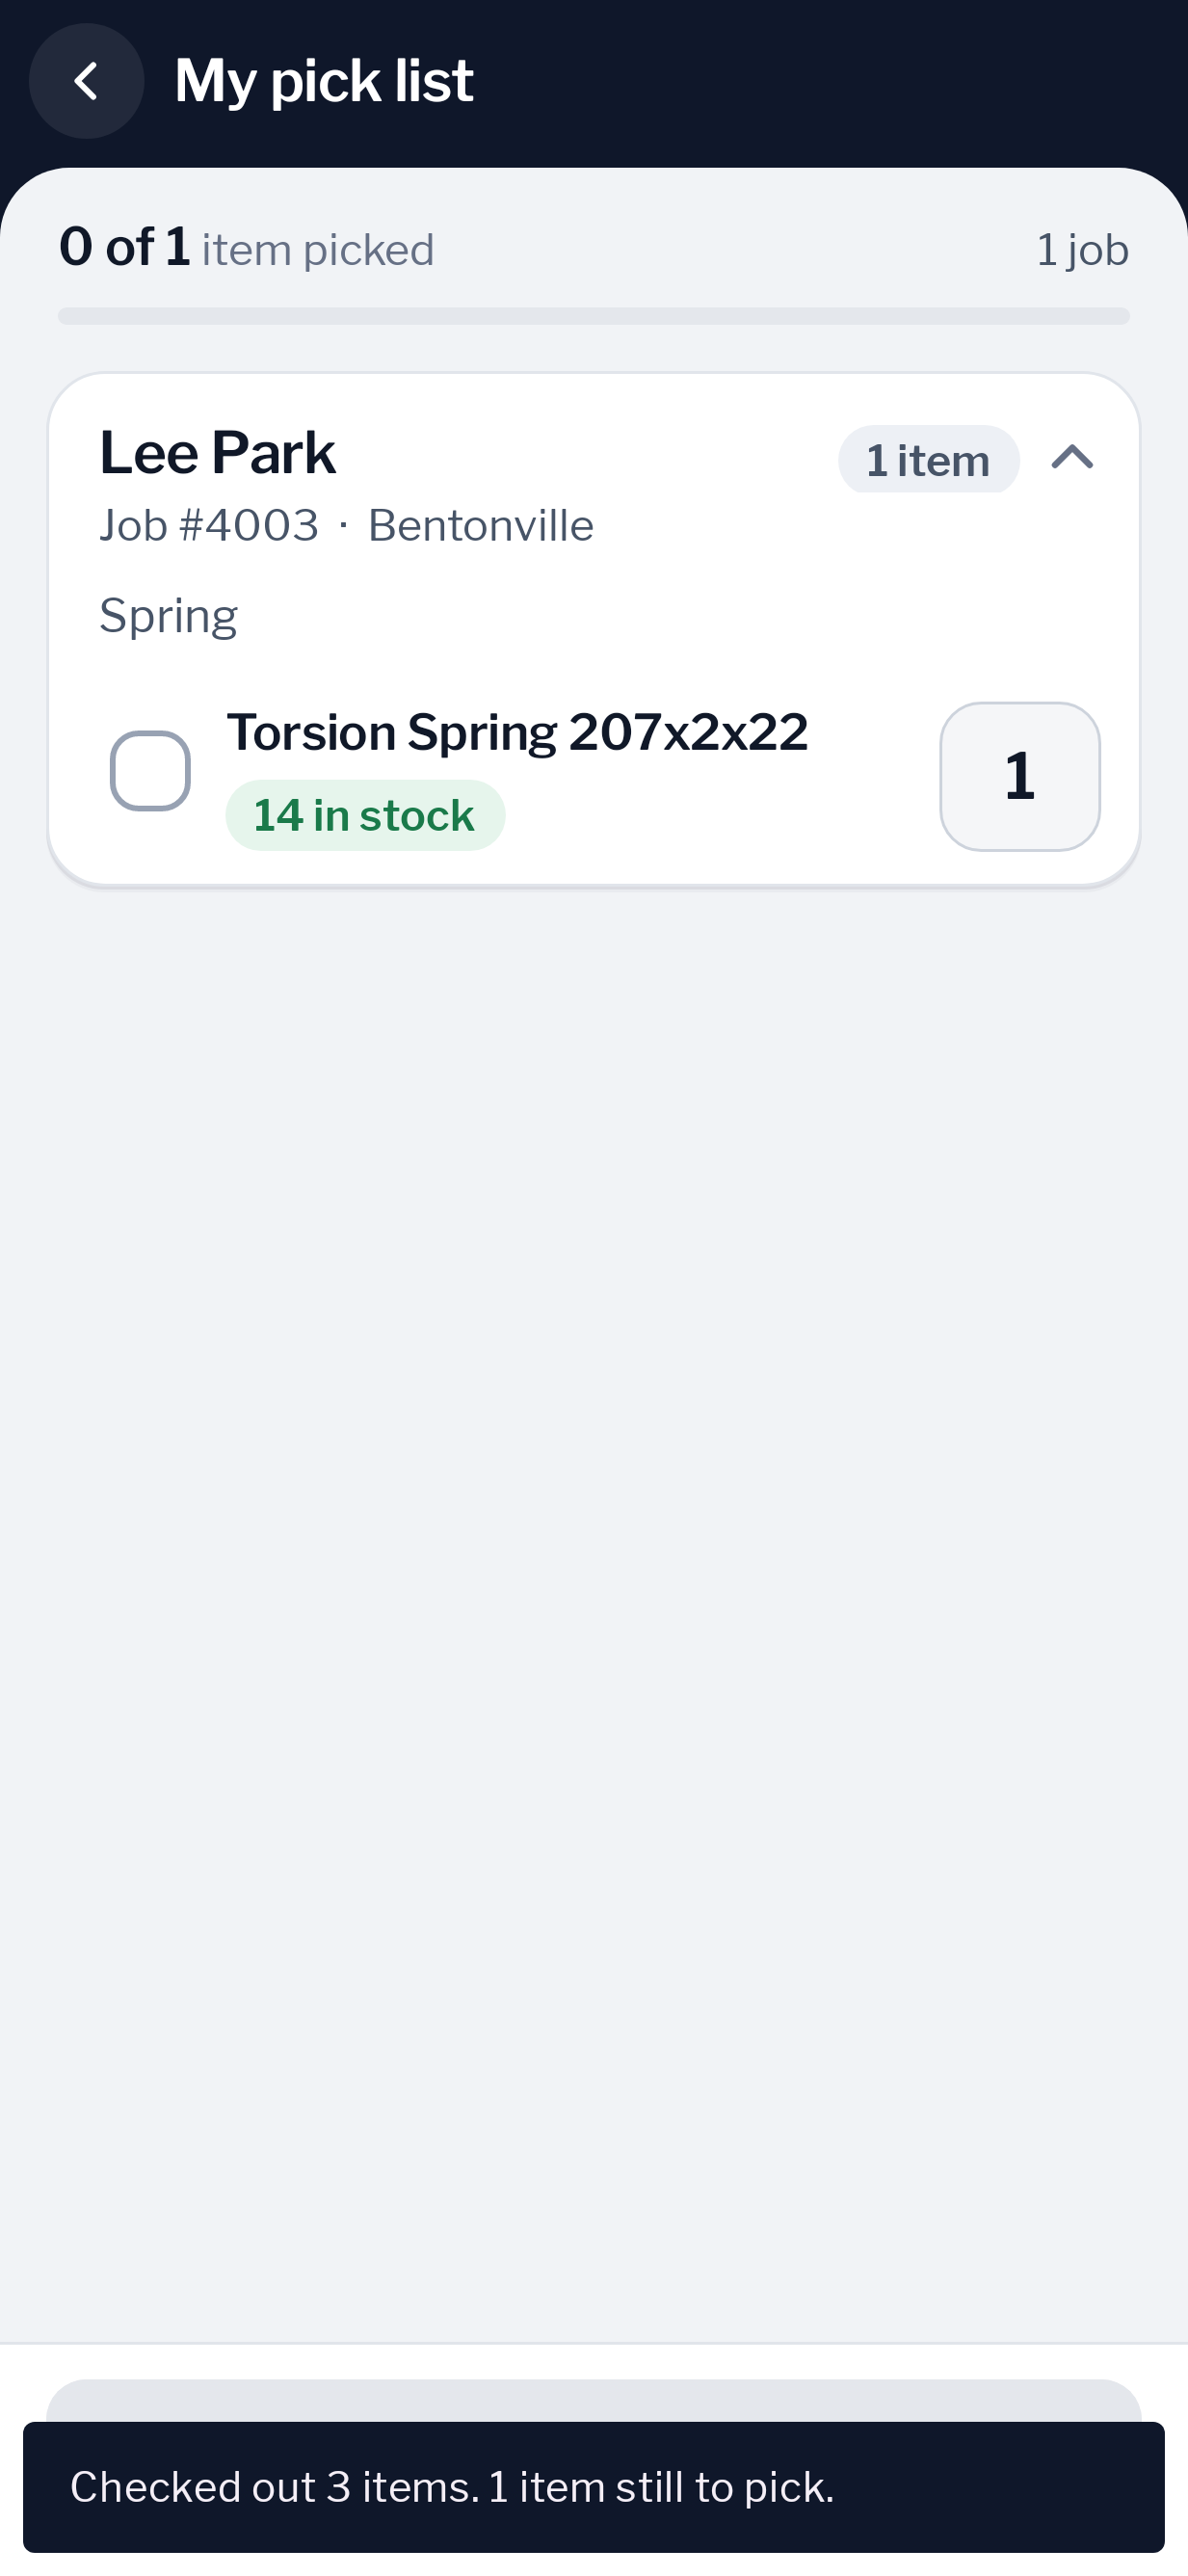 My pick list
0 of 1 item picked 1 job
Lee Park 1 item
Job #4003 · Bentonville
Spring
Torsion Spring 207x2x22
14 in stock
1
Checked out 3 items. 1 item still to pick.